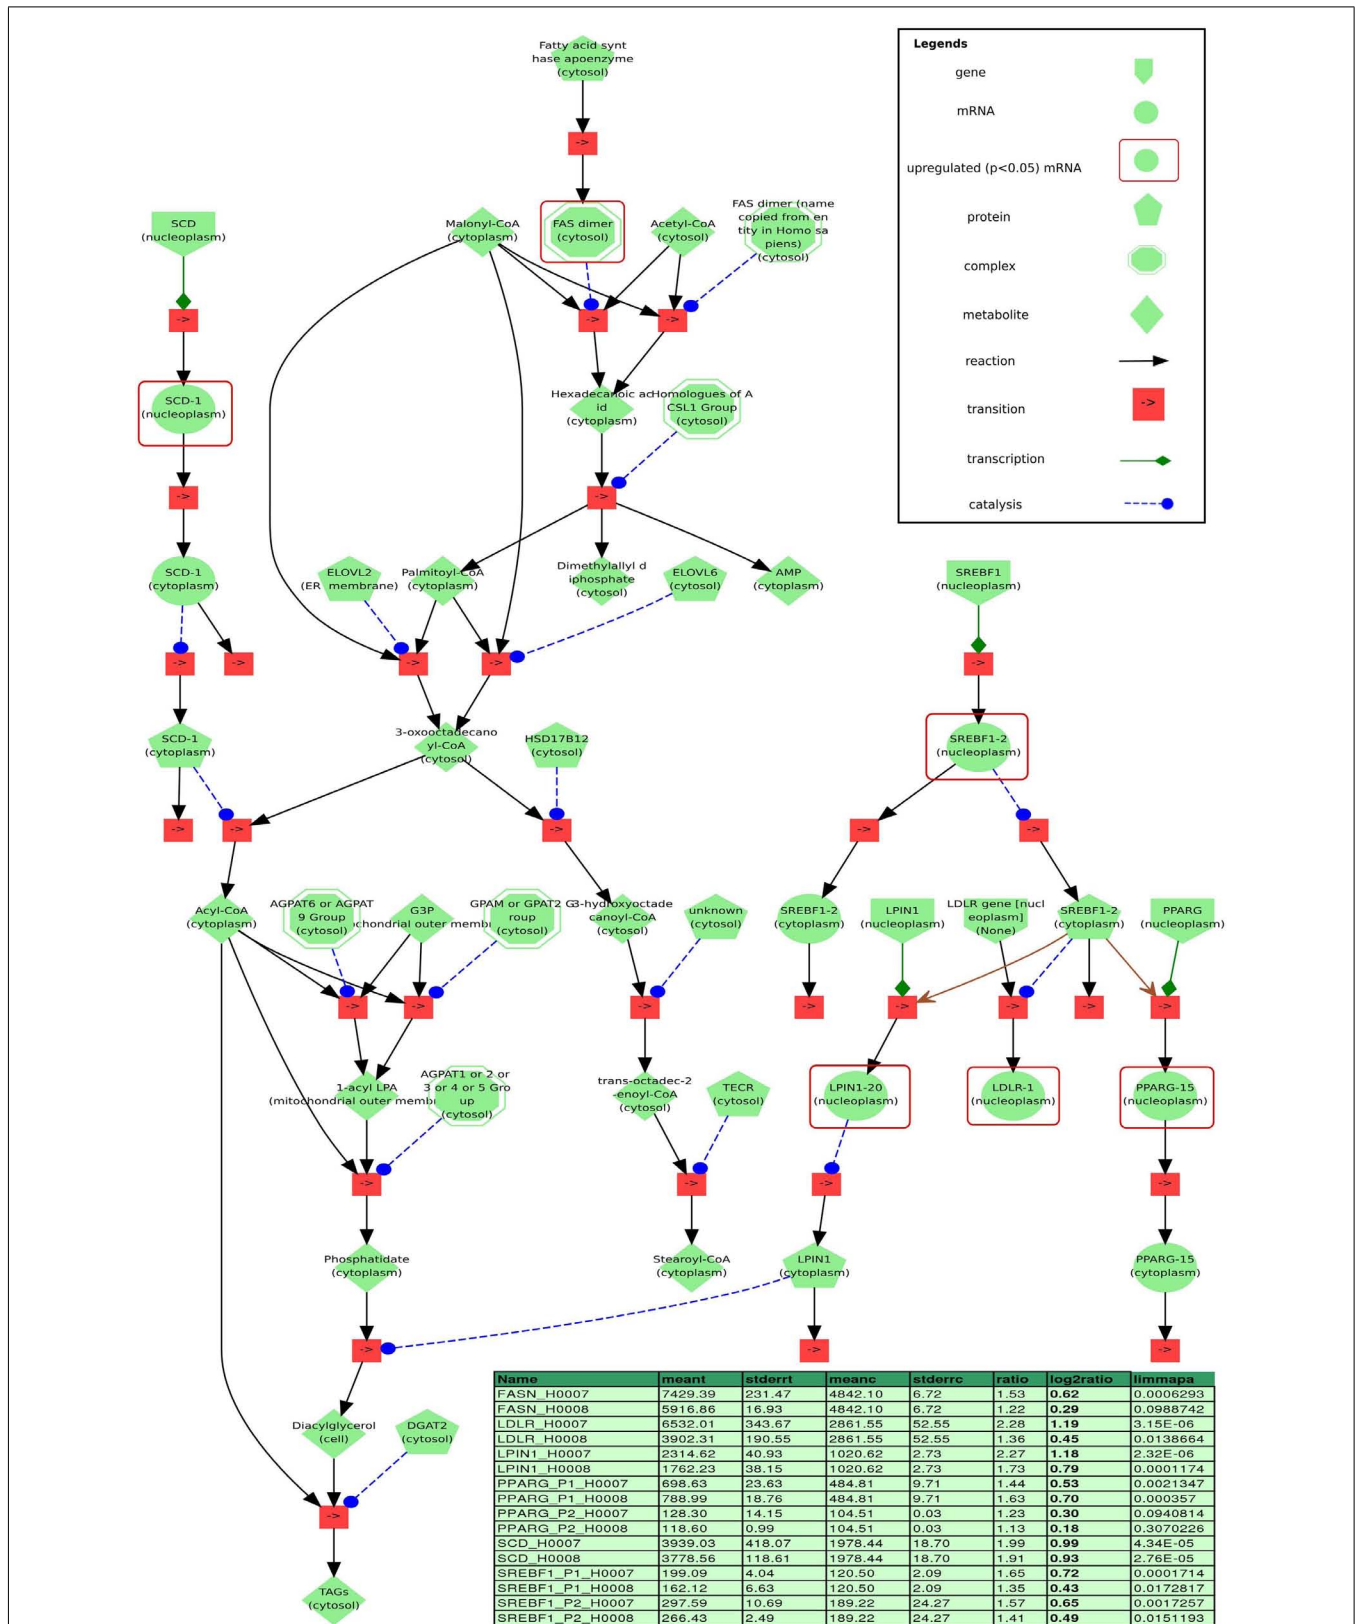 Fatty acid synt
hase apoenzyme
(cytosol)
->
Legends
gene
mRNA
upregulated (p<0.05) mRNA
protein
complex
metabolite
reaction
transition
->
transcription
catalysis
SCD
(nucleoplasm)
Malonyl-CoA
(cytoplasm)
FAS dimer
(cytosol)
Acetyl-CoA
(cytosol)
FAS dimer (name
copied from en
tity in Homo sa
piens)
(cytosol)
->
->
->
SCD-1
(nucleoplasm)
Hexadecanoic ac
id
(cytoplasm)
Homologues of A
CSL1 Group
(cytosol)
->
->
SCD-1
(cytoplasm)
ELOVL2
(ER membrane)
Palmitoyl-CoA
(cytoplasm)
Dimethylallyl d
iphosphate
(cytosol)
ELOVL6
(cytosol)
AMP
(cytoplasm)
SREBF1
(nucleoplasm)
->
->
->
->
->
SCD-1
(cytoplasm)
3-oxooctadecano
yl-CoA
(cytosol)
HSD17B12
(cytosol)
SREBF1-2
(nucleoplasm)
->
->
->
->
->
Acyl-CoA
(cytoplasm)
AGPAT6 or AGPAT
9 Group
(cytosol)
G3P
ochondrial outer membr
GPAM or GPAT2 G
roup
(cytosol)
3-hydroxyoctade
canoyl-CoA
(cytosol)
unknown
(cytosol)
SREBF1-2
(cytoplasm)
LPIN1
(nucleoplasm)
LDLR gene [nucl
eoplasm]
(None)
SREBF1-2
(cytoplasm)
PPARG
(nucleoplasm)
->
->
->
->
->
->
->
->
1-acyl LPA
(mitochondrial outer membr
AGPAT1 or 2 or
3 or 4 or 5 Gro
up
(cytosol)
trans-octadec-2
-enoyl-CoA
(cytosol)
TECR
(cytosol)
LPIN1-20
(nucleoplasm)
LDLR-1
(nucleoplasm)
PPARG-15
(nucleoplasm)
->
->
->
->
Phosphatidate
(cytoplasm)
Stearoyl-CoA
(cytoplasm)
LPIN1
(cytoplasm)
PPARG-15
(cytoplasm)
->
->
->
Diacylglycerol
(cell)
DGAT2
(cytosol)
->
TAGs
(cytosol)
Name meant stderrt meanc stderrc ratio log2ratio limmapa
FASN_H0007 7429.39 231.47 4842.10 6.72 1.53 0.62 0.0006293
FASN_H0008 5916.86 16.93 4842.10 6.72 1.22 0.29 0.0988742
LDLR_H0007 6532.01 343.67 2861.55 52.55 2.28 1.19 3.15E-06
LDLR_H0008 3902.31 190.55 2861.55 52.55 1.36 0.45 0.0138664
LPIN1_H0007 2314.62 40.93 1020.62 2.73 2.27 1.18 2.32E-06
LPIN1_H0008 1762.23 38.15 1020.62 2.73 1.73 0.79 0.0001174
PPARG_P1_H0007 698.63 23.63 484.81 9.71 1.44 0.53 0.0021347
PPARG_P1_H0008 788.99 18.76 484.81 9.71 1.63 0.70 0.000357
PPARG_P2_H0007 128.30 14.15 104.51 0.03 1.23 0.30 0.0940814
PPARG_P2_H0008 118.60 0.99 104.51 0.03 1.13 0.18 0.3070226
SCD_H0007 3939.03 418.07 1978.44 18.70 1.99 0.99 4.34E-05
SCD_H0008 3778.56 118.61 1978.44 18.70 1.91 0.93 2.76E-05
SREBF1_P1_H0007 199.09 4.04 120.50 2.09 1.65 0.72 0.0001714
SREBF1_P1_H0008 162.12 6.63 120.50 2.09 1.35 0.43 0.0172817
SREBF1_P2_H0007 297.59 10.69 189.22 24.27 1.57 0.65 0.0017257
SREBF1_P2_H0008 266.43 2.49 189.22 24.27 1.41 0.49 0.0151193